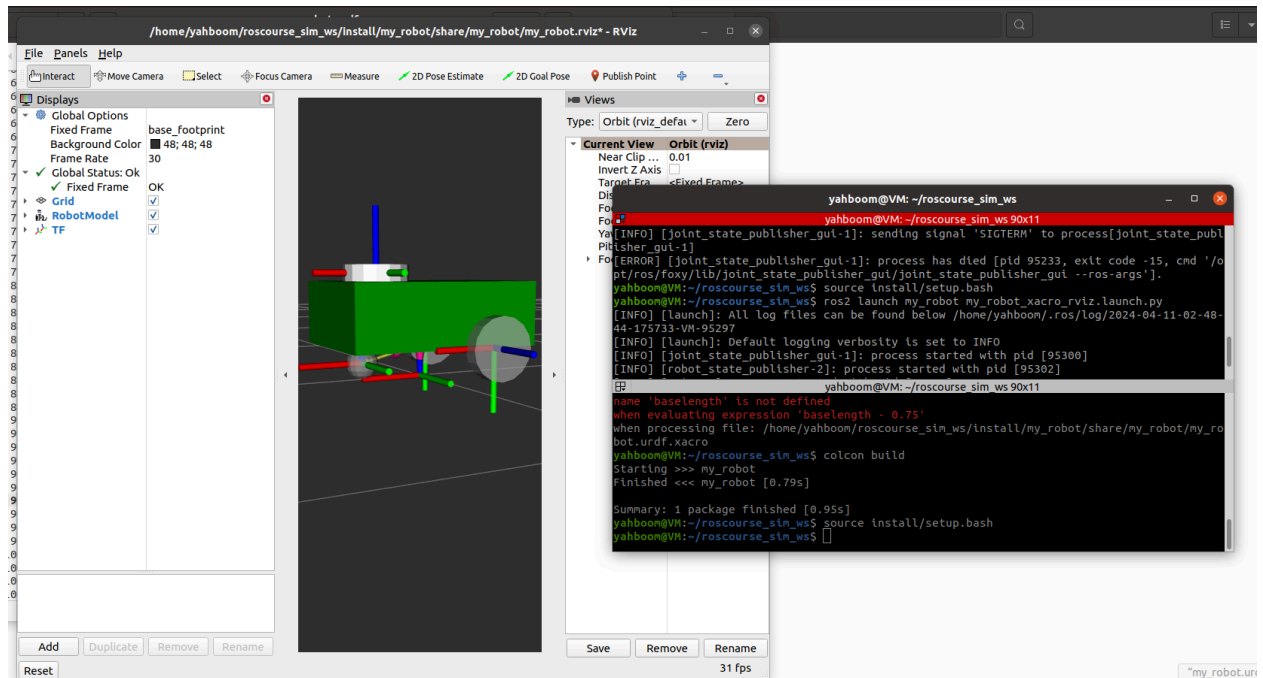 /home/yahboom/roscourse_sim_ws/install/my_robot/share/my_robot/my_robot.rviz* - RViz
File Panels Help
Interact Move Camera Select Focus Camera Measure 2D Pose Estimate 2D Goal Pose Publish Point
Displays
Global Options
Fixed Frame base_footprint
Background Color 48; 48; 48
Frame Rate 30
Global Status: Ok
Fixed Frame OK
Grid
RobotModel
TF
Add Duplicate Remove Rename
Reset
Views
Type: Orbit (rviz_defau Zero
Current View Orbit (rviz)
Near Clip ... 0.01
Invert Z Axis
Target Fra... <Fixed Frame>
Dis
Fo
Fo
Ya
Pit
Fo
Save Remove Rename
31 fps
yahboom@VM: ~/roscourse_sim_ws
yahboom@VM: ~/roscourse_sim_ws 90x11
[INFO] [joint_state_publisher_gui-1]: sending signal 'SIGTERM' to process[joint_state_publ
isher_gui-1]
[ERROR] [joint_state_publisher_gui-1]: process has died [pid 95233, exit code -15, cmd '/o
pt/ros/foxy/lib/joint_state_publisher_gui/joint_state_publisher_gui --ros-args'].
yahboom@VM:~/roscourse_sim_ws$ source install/setup.bash
yahboom@VM:~/roscourse_sim_ws$ ros2 launch my_robot my_robot_xacro_rviz.launch.py
[INFO] [launch]: All log files can be found below /home/yahboom/.ros/log/2024-04-11-02-48-
44-175733-VM-95297
[INFO] [launch]: Default logging verbosity is set to INFO
[INFO] [joint_state_publisher_gui-1]: process started with pid [95300]
[INFO] [robot_state_publisher-2]: process started with pid [95302]
yahboom@VM: ~/roscourse_sim_ws 90x11
name 'baselength' is not defined
when evaluating expression 'baselength - 0.75'
when processing file: /home/yahboom/roscourse_sim_ws/install/my_robot/share/my_robot/my_ro
bot.urdf.xacro
yahboom@VM:~/roscourse_sim_ws$ colcon build
Starting >>> my_robot
Finished <<< my_robot [0.79s]
Summary: 1 package finished [0.95s]
yahboom@VM:~/roscourse_sim_ws$ source install/setup.bash
yahboom@VM:~/roscourse_sim_ws$
"my_robot.urd